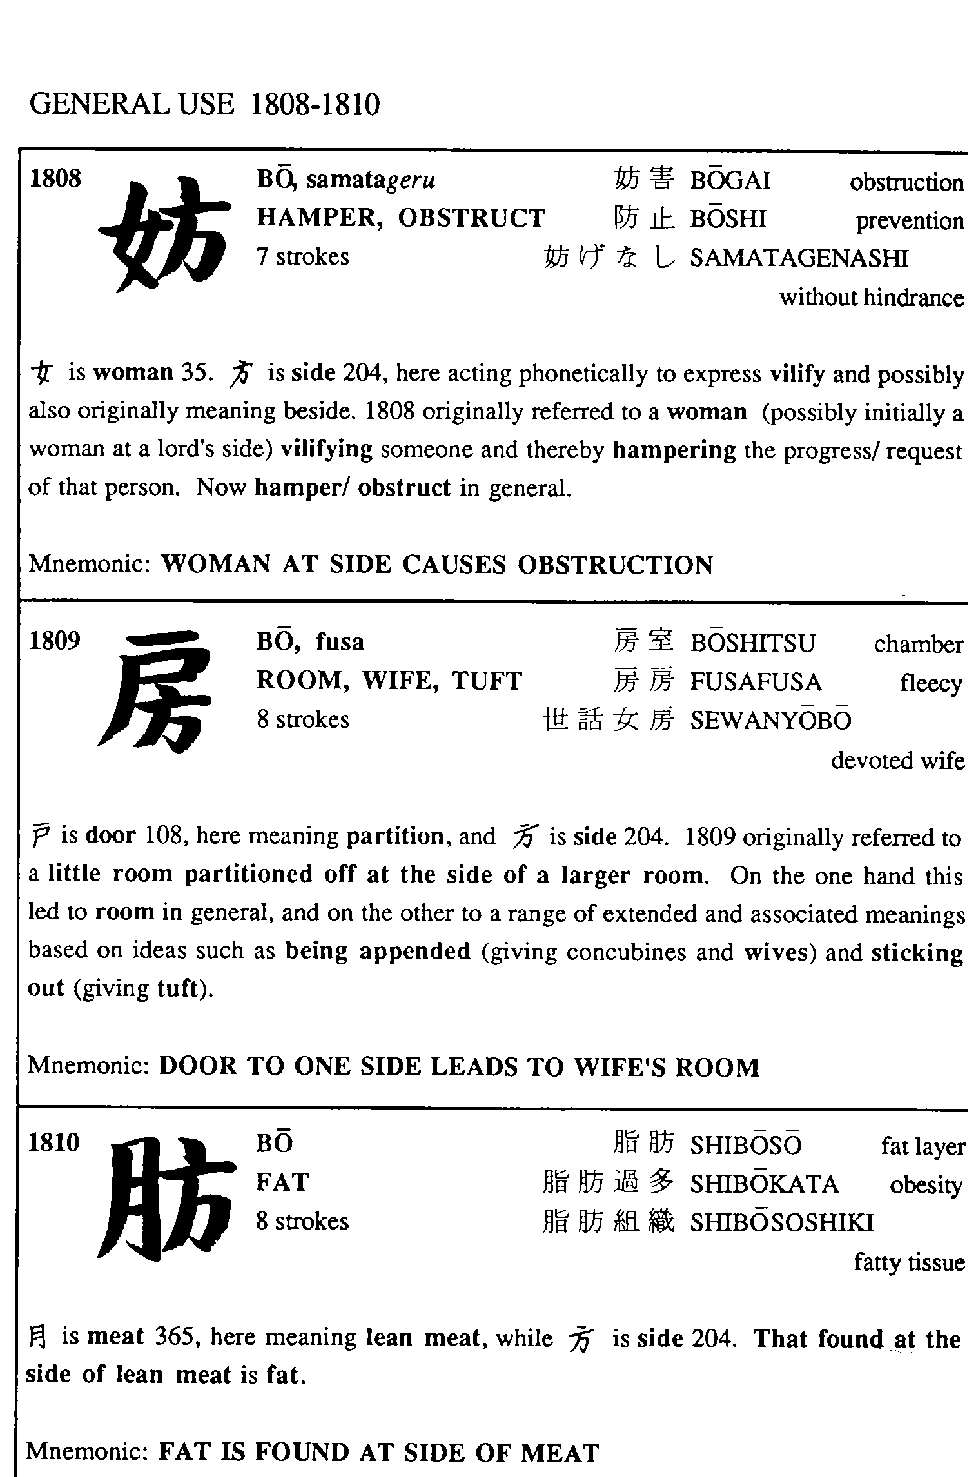 GENERAL USE 1808-1810
1808 妨 BŌ, samatageru 妨害 BŌGAI obstruction
HAMPER, OBSTRUCT 防止 BŌSHI prevention
7 strokes 妨げなし SAMATAGENASHI
without hindrance
女 is woman 35. 方 is side 204, here acting phonetically to express vilify and possibly
also originally meaning beside. 1808 originally referred to a woman (possibly initially a
woman at a lord's side) vilifying someone and thereby hampering the progress/ request
of that person. Now hamper/ obstruct in general.
Mnemonic: WOMAN AT SIDE CAUSES OBSTRUCTION
1809 房 BŌ, fusa 房室 BŌSHITSU chamber
ROOM, WIFE, TUFT 房房 FUSAFUSA fleecy
8 strokes 世話女房 SEWANYŌBŌ
devoted wife
戸 is door 108, here meaning partition, and 方 is side 204. 1809 originally referred to
a little room partitioned off at the side of a larger room. On the one hand this
led to room in general, and on the other to a range of extended and associated meanings
based on ideas such as being appended (giving concubines and wives) and sticking
out (giving tuft).
Mnemonic: DOOR TO ONE SIDE LEADS TO WIFE'S ROOM
1810 肪 BŌ 脂肪 SHIBŌSŌ fat layer
FAT 脂肪過多 SHIBŌKATA obesity
8 strokes 脂肪組織 SHIBŌSOSHIKI
fatty tissue
月 is meat 365, here meaning lean meat, while 方 is side 204. That found at the
side of lean meat is fat.
Mnemonic: FAT IS FOUND AT SIDE OF MEAT